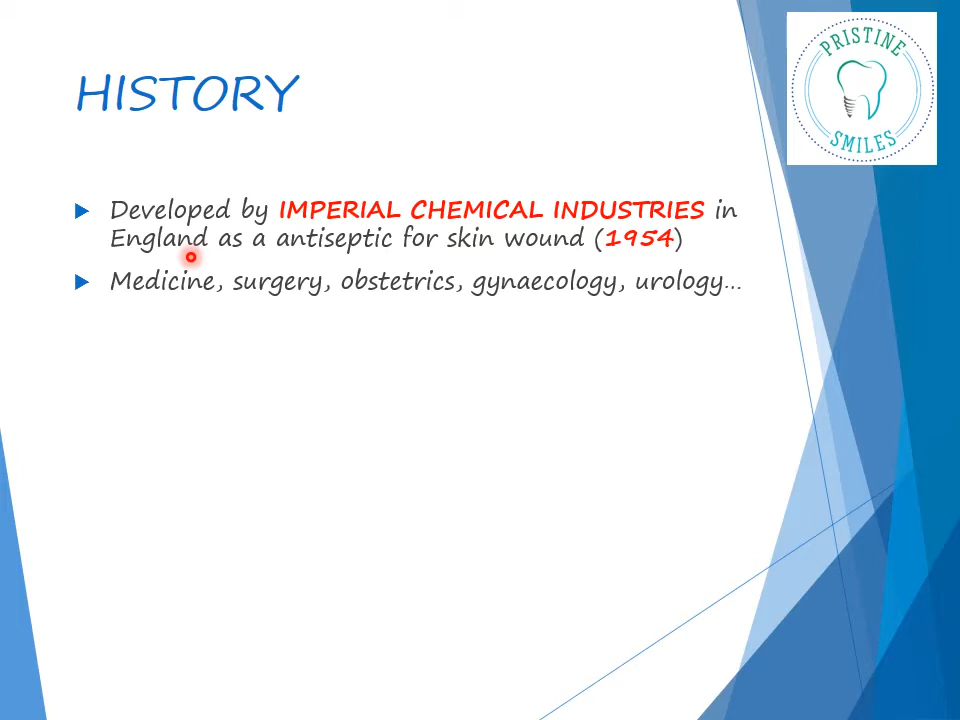 HISTORY
PRISTINE
SMILES
Developed by IMPERIAL CHEMICAL INDUSTRIES in
England as a antiseptic for skin wound (1954)
Medicine, surgery, obstetrics, gynaecology, urology...